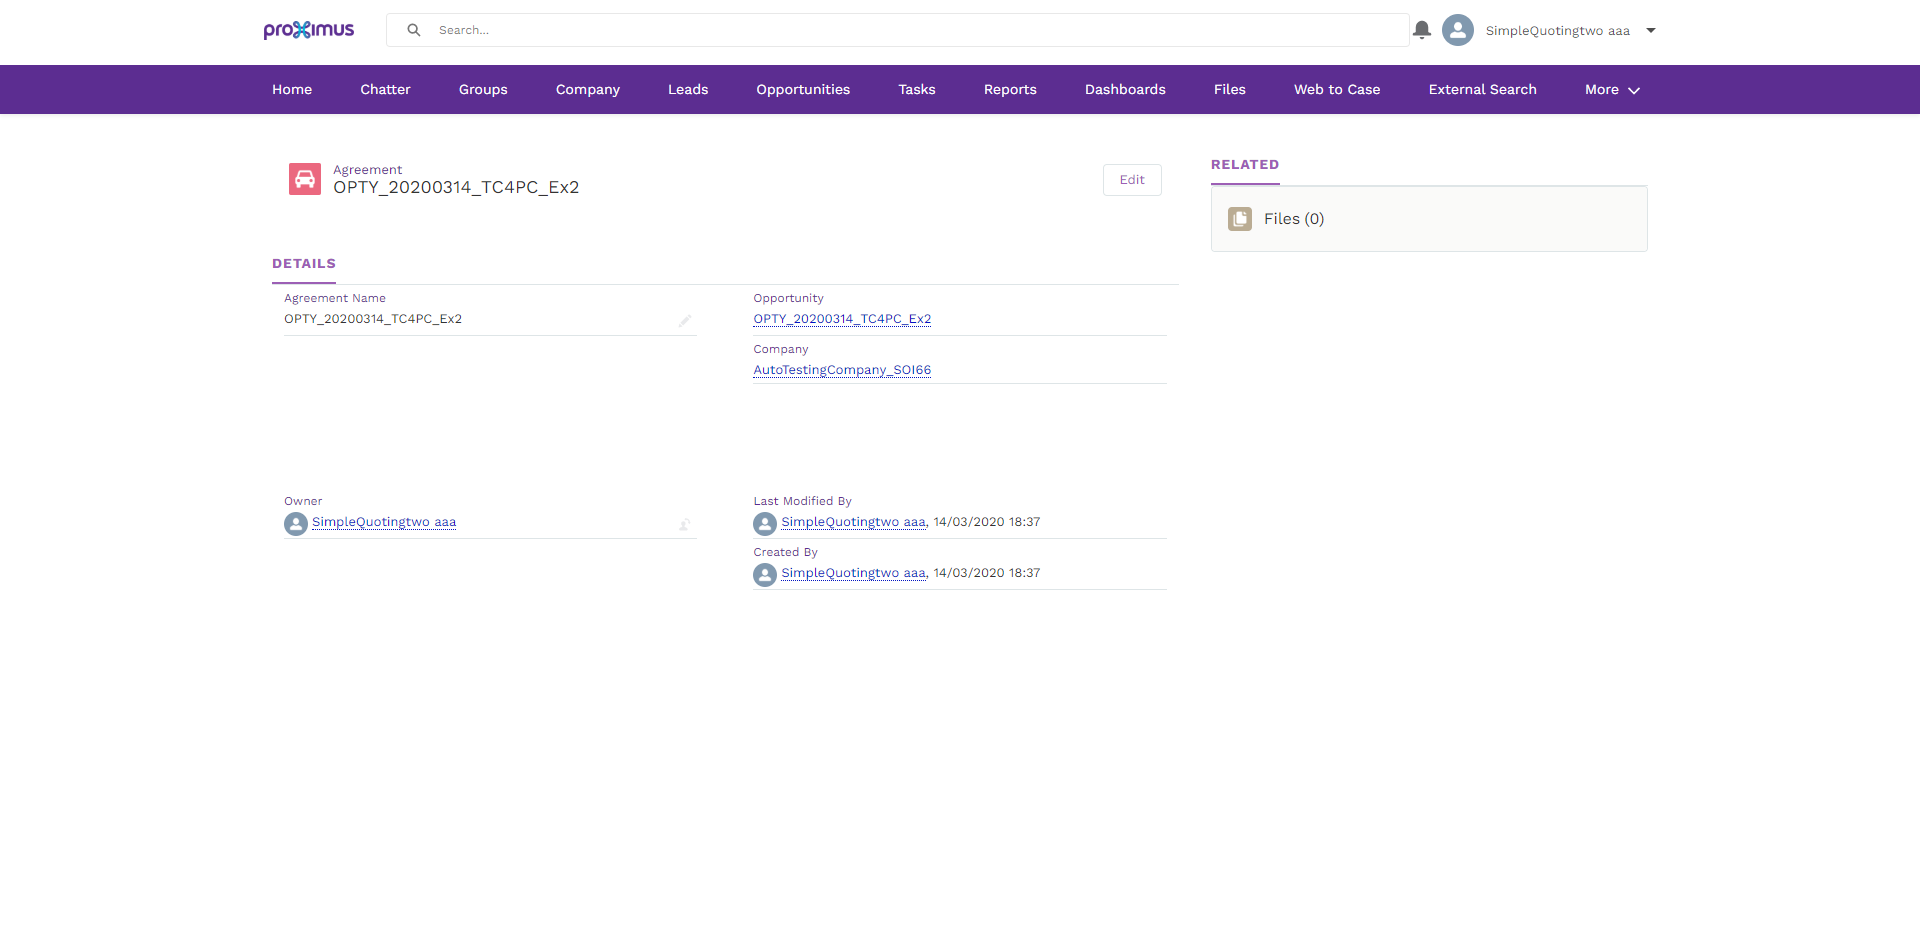 proximus
Search...
SimpleQuotingtwo aaa
Home
Chatter
Groups
Company
Leads
Opportunities
Tasks
Reports
Dashboards
Files
Web to Case
External Search
More
Agreement
OPTY_20200314_TC4PC_Ex2
Edit
RELATED
Files (0)
DETAILS
Agreement Name
OPTY_20200314_TC4PC_Ex2
Opportunity
OPTY_20200314_TC4PC_Ex2
Company
AutoTestingCompany_SOI66
Owner
SimpleQuotingtwo aaa
Last Modified By
SimpleQuotingtwo aaa, 14/03/2020 18:37
Created By
SimpleQuotingtwo aaa, 14/03/2020 18:37